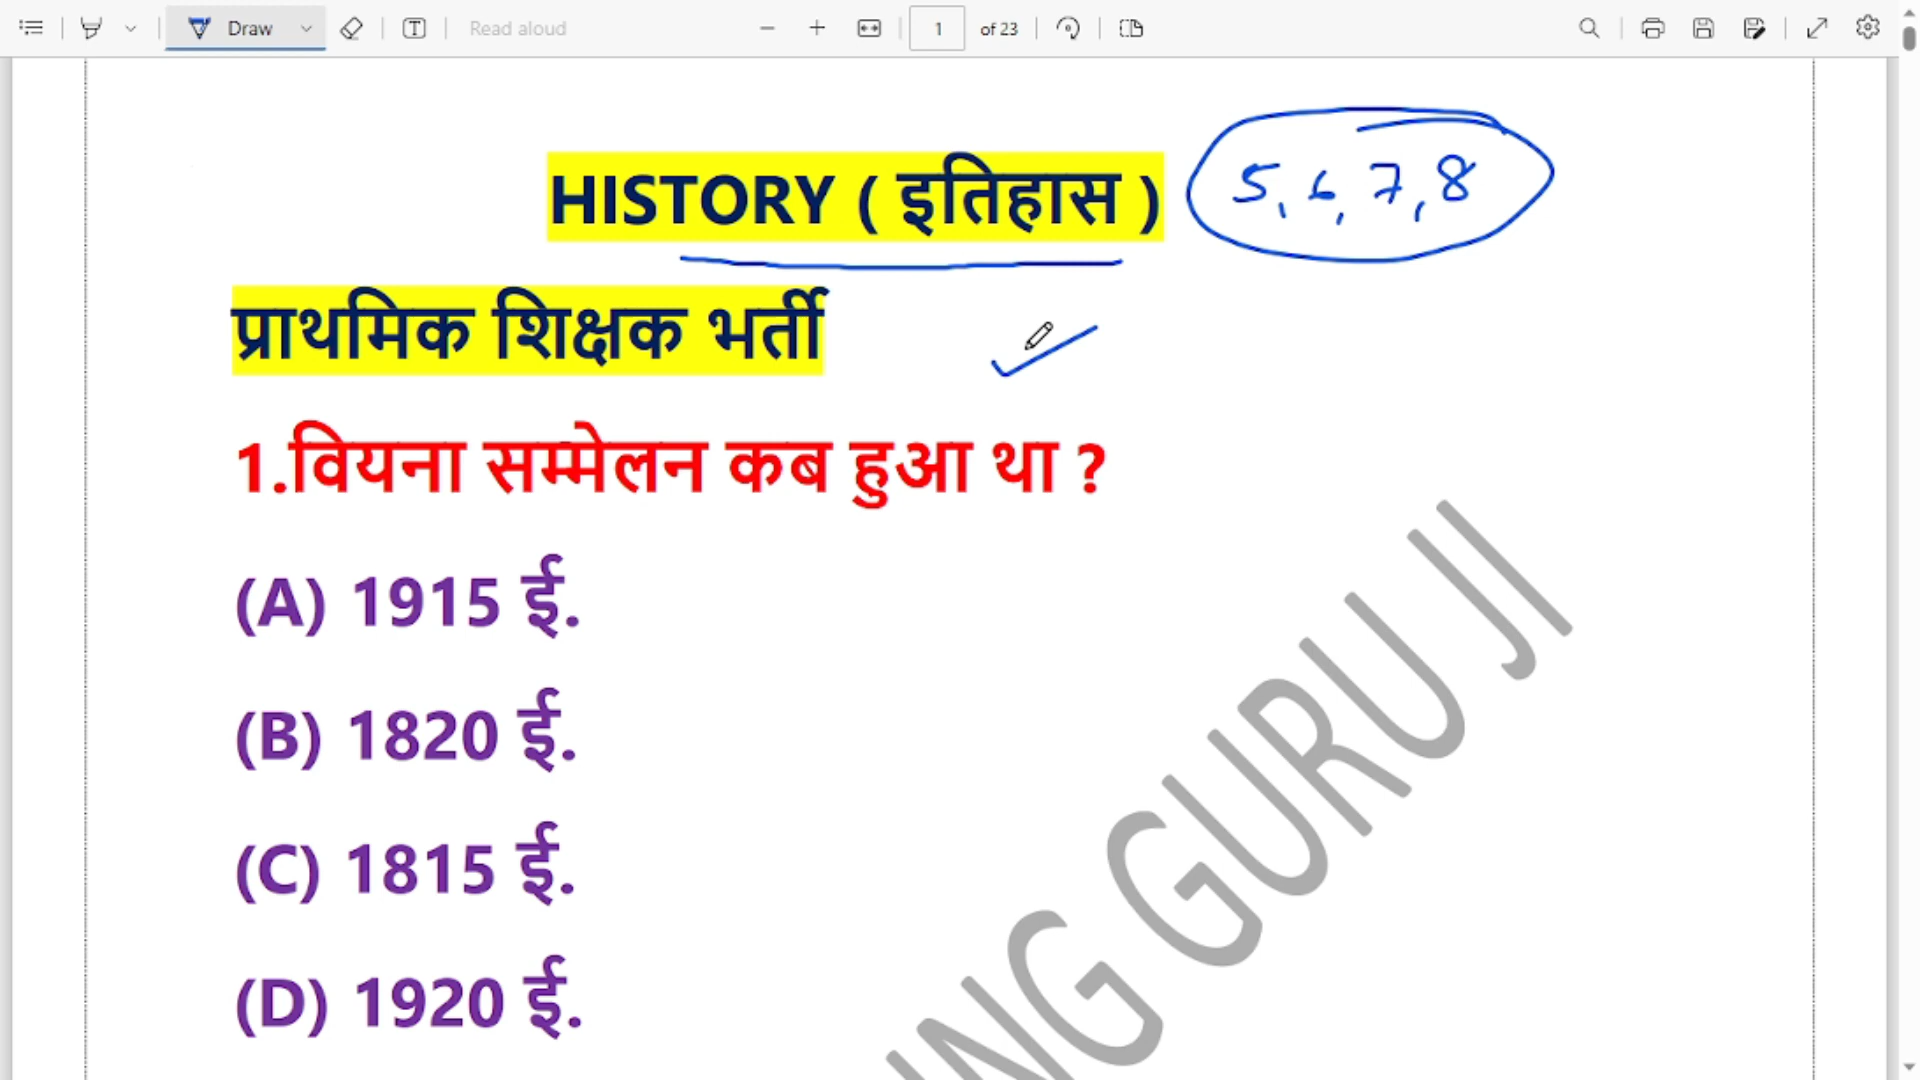 Draw
Read aloud
1 of 23
HISTORY ( इतिहास ) 5, 6, 7, 8
प्राथमिक शिक्षक भर्ती
1.वियना सम्मेलन कब हुआ था ?
(A) 1915 ई.
(B) 1820 ई.
(C) 1815 ई.
(D) 1920 ई.
NG GURU JI